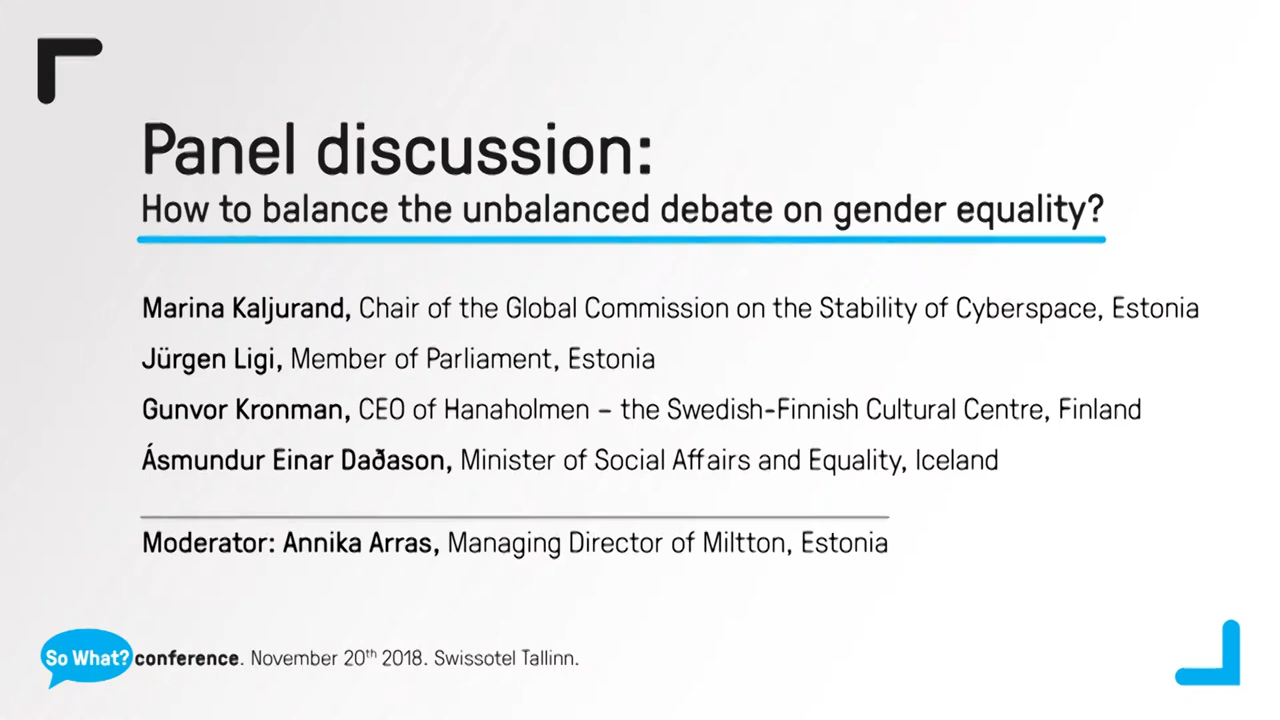 Panel discussion:
How to balance the unbalanced debate on gender equality?
Marina Kaljurand, Chair of the Global Commission on the Stability of Cyberspace, Estonia
Jürgen Ligi, Member of Parliament, Estonia
Gunvor Kronman, CEO of Hanaholmen – the Swedish-Finnish Cultural Centre, Finland
Ásmundur Einar Daðason, Minister of Social Affairs and Equality, Iceland
Moderator: Annika Arras, Managing Director of Miltton, Estonia
So What? conference. November 20th 2018. Swissotel Tallinn.